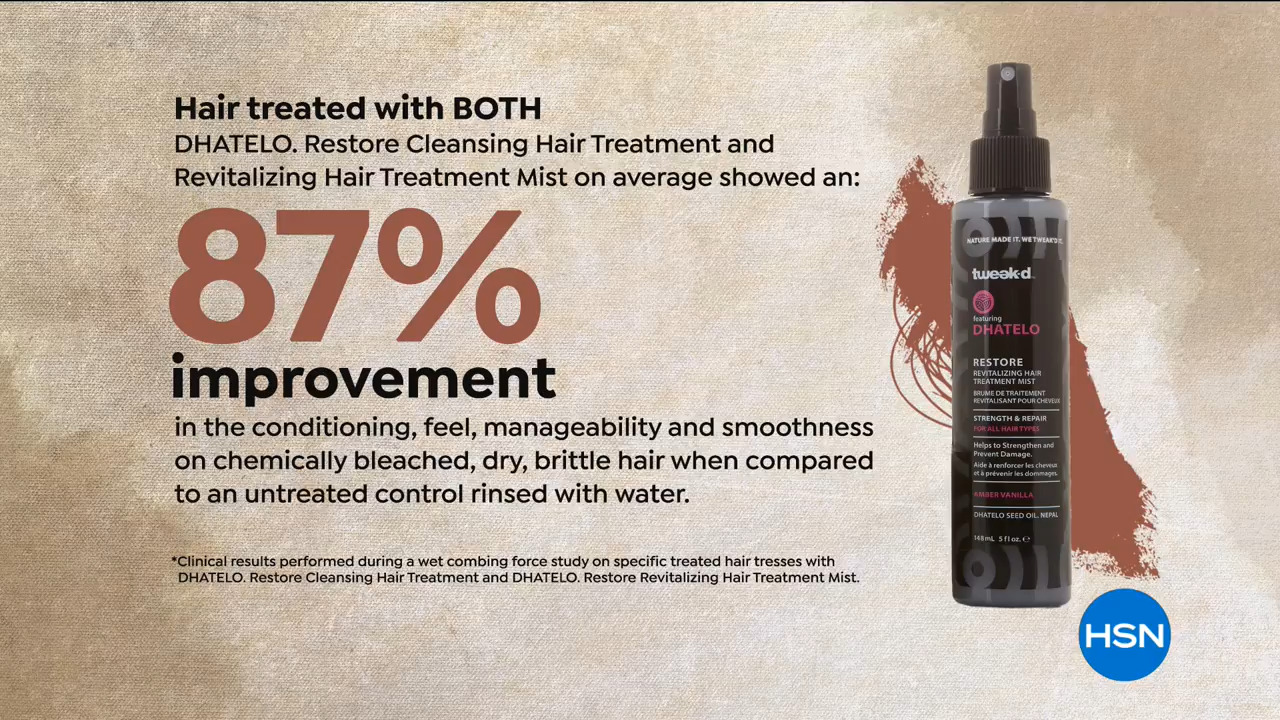 Hair treated with BOTH
DHATELO. Restore Cleansing Hair Treatment and
Revitalizing Hair Treatment Mist on average showed an:
87%
improvement
in the conditioning, feel, manageability and smoothness
on chemically bleached, dry, brittle hair when compared
to an untreated control rinsed with water.
*Clinical results performed during a wet combing force study on specific treated hair tresses with
DHATELO. Restore Cleansing Hair Treatment and DHATELO. Restore Revitalizing Hair Treatment Mist.
NATURE MADE IT. WE TWEAK'D IT.
tweak-d
featuring
DHATELO
RESTORE
REVITALIZING HAIR
TREATMENT MIST
BRUME DE TRAITEMENT
REVITALISANT POUR CHEVEUX
STRENGTH & REPAIR
FOR ALL HAIR TYPES
Helps to Strengthen and
Prevent Damage.
Aide à renforcer les cheveux
et à prévenir les dommages.
AMBER VANILLA
DHATELO SEED OIL. NEPAL
148mL 5 fl oz. ℮
HSN